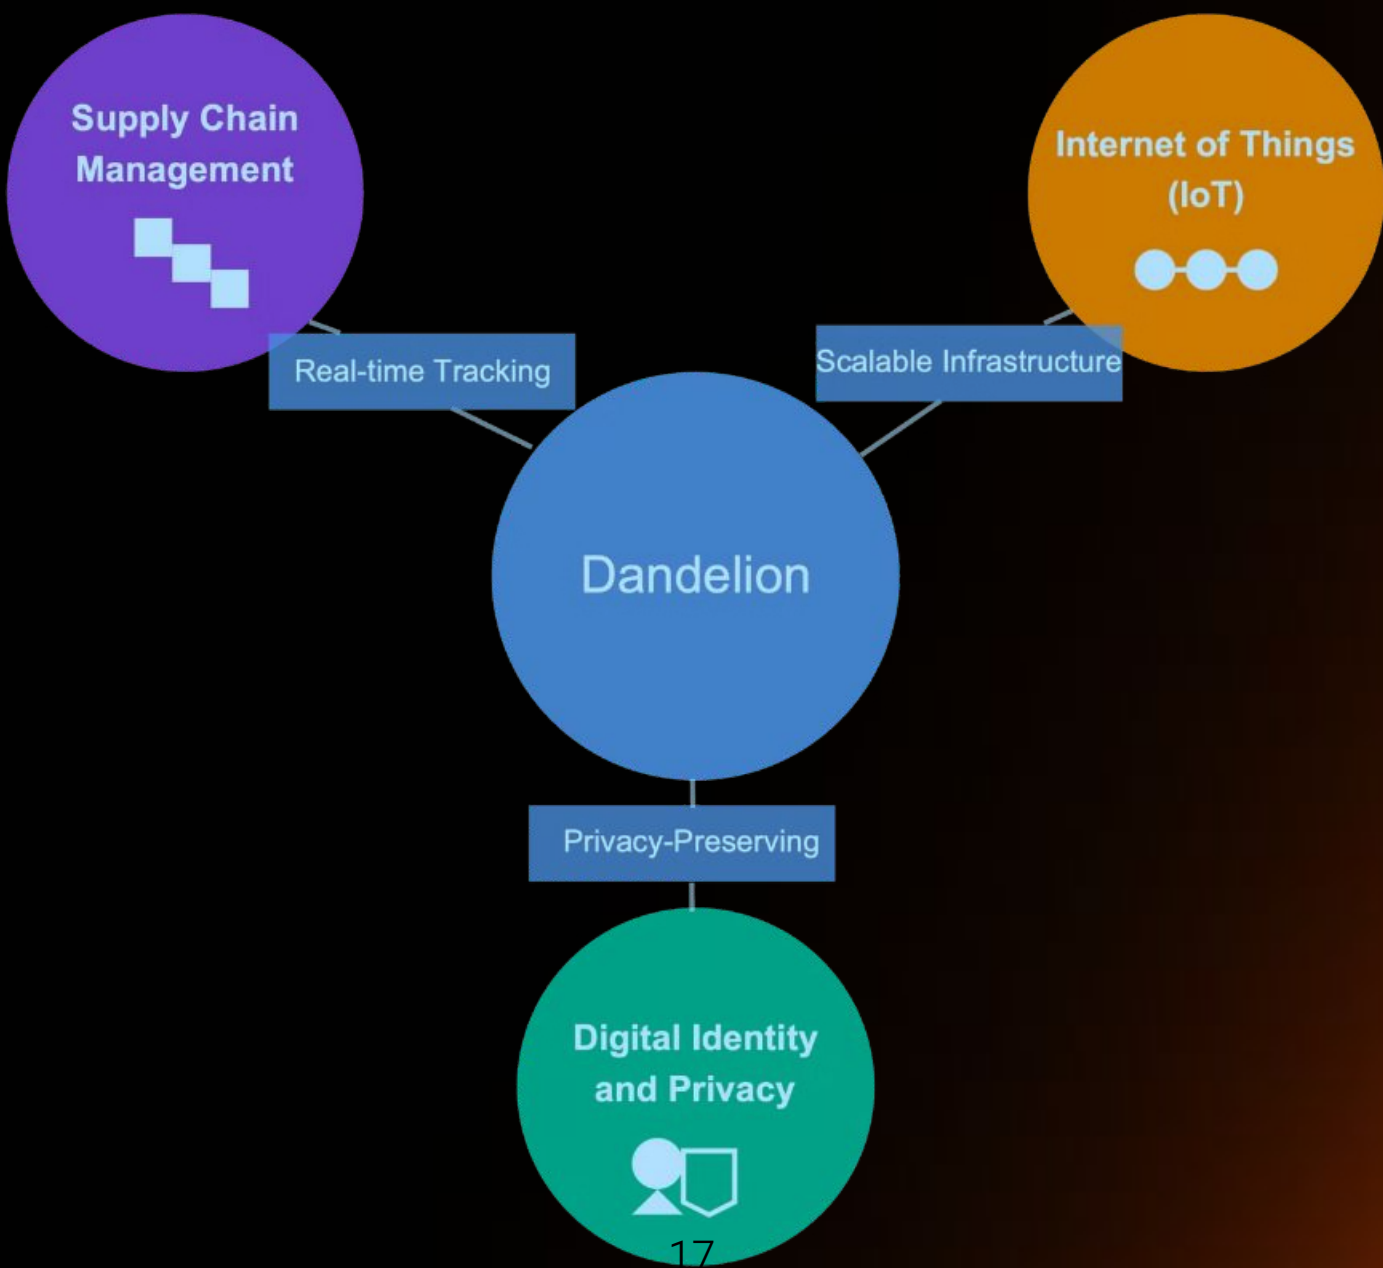 Supply Chain
Management
Internet of Things
(IoT)
Real-time Tracking
Scalable Infrastructure
Dandelion
Privacy-Preserving
Digital Identity
and Privacy
17